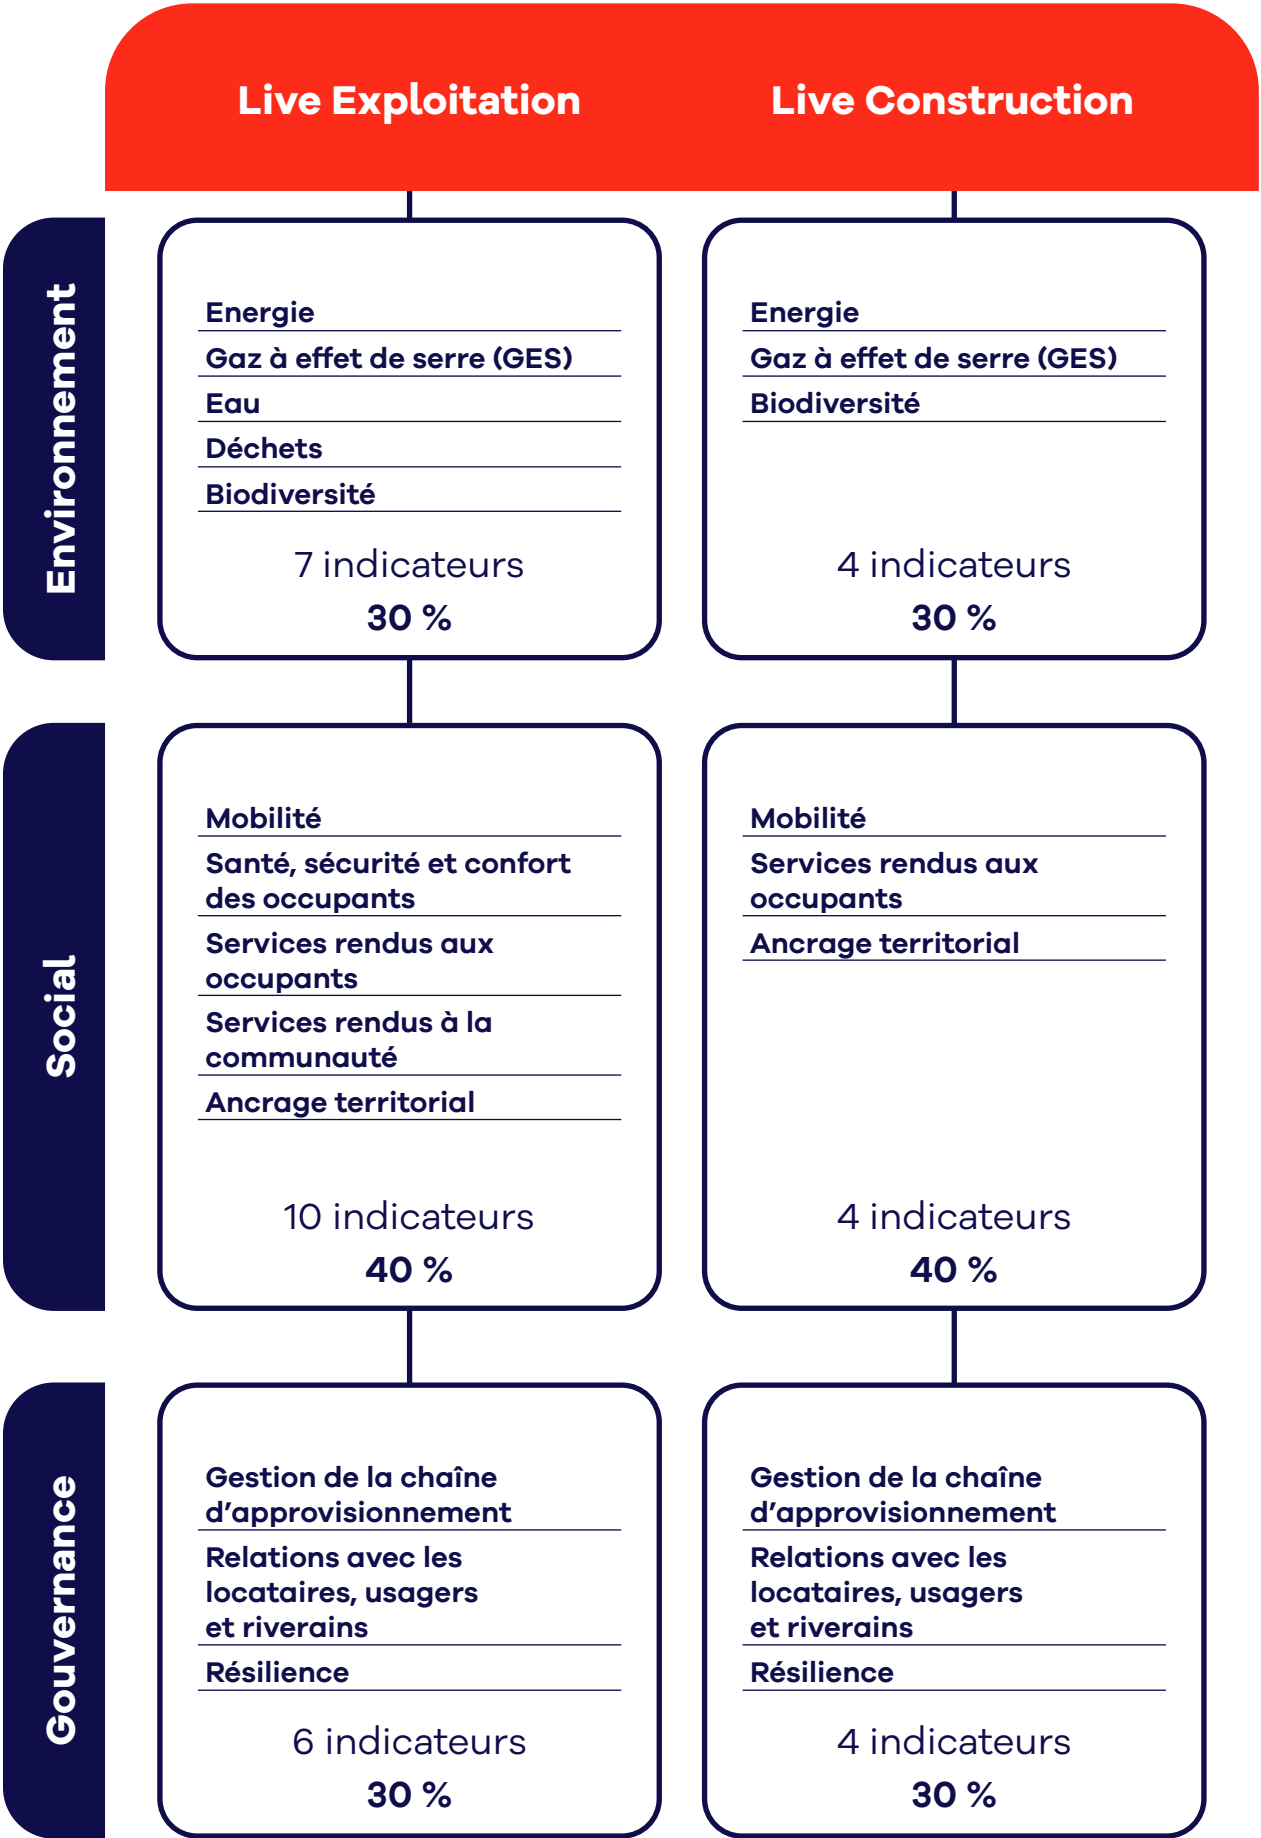 Live Exploitation
Live Construction
Environnement
Energie
Gaz à effet de serre (GES)
Eau
Déchets
Biodiversité
7 indicateurs
30 %
Energie
Gaz à effet de serre (GES)
Biodiversité
4 indicateurs
30 %
Social
Mobilité
Santé, sécurité et confort
des occupants
Services rendus aux
occupants
Services rendus à la
communauté
Ancrage territorial
10 indicateurs
40 %
Mobilité
Services rendus aux
occupants
Ancrage territorial
4 indicateurs
40 %
Gouvernance
Gestion de la chaîne
d’approvisionnement
Relations avec les
locataires, usagers
et riverains
Résilience
6 indicateurs
30 %
Gestion de la chaîne
d’approvisionnement
Relations avec les
locataires, usagers
et riverains
Résilience
4 indicateurs
30 %